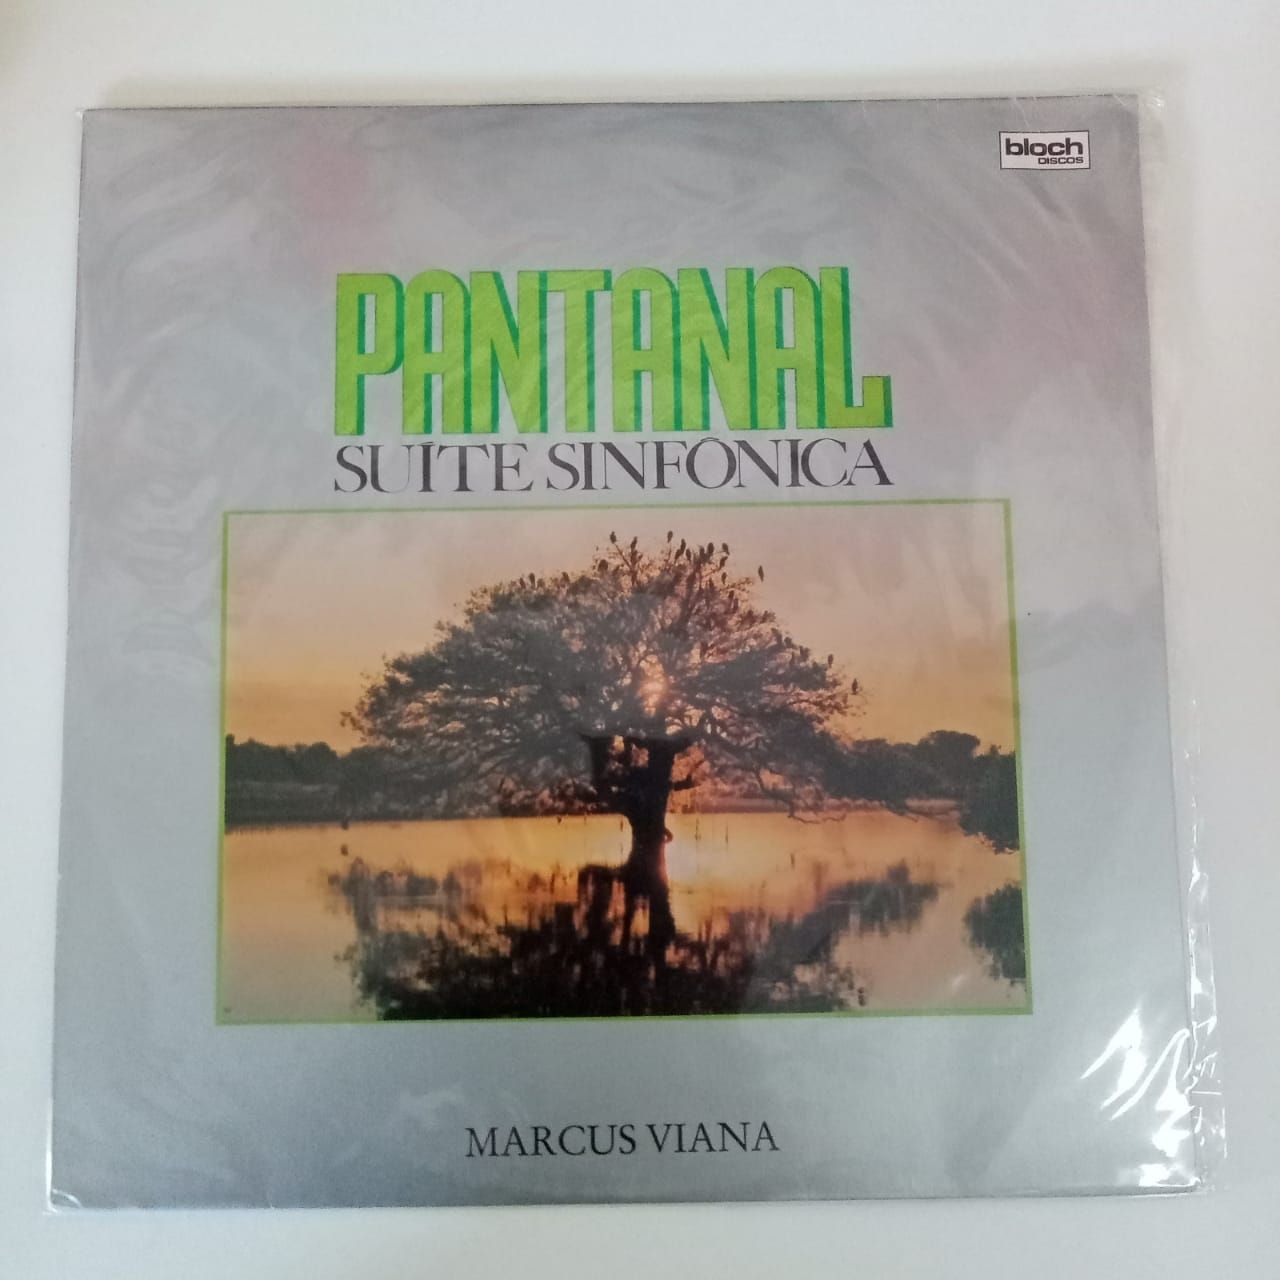 bloch
DISCOS
PANTANAL
SUÍTE SINFÔNICA
MARCUS VIANA